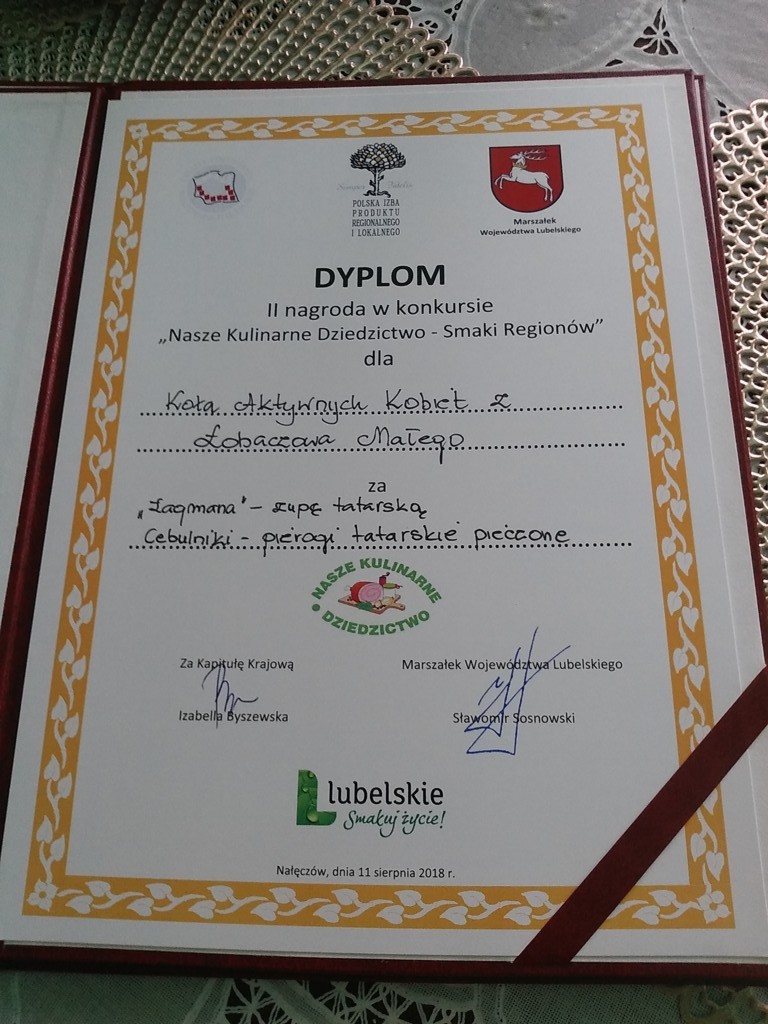 POLSKA IZBA
PRODUKTU
REGIONALNEGO
I LOKALNEGO
Marszałek
Województwa Lubelskiego
DYPLOM
II nagroda w konkursie
„Nasze Kulinarne Dziedzictwo - Smaki Regionów”
dla
Koła Aktywnych Kobiet z
Łobaczowa Małego
za
„Łagmana" - zupę tatarską
Cebulniki - pierogi tatarskie pieczone
NASZE KULINARNE
DZIEDZICTWO
Za Kapitułę Krajową
Marszałek Województwa Lubelskiego
Izabella Byszewska
Sławomir Sosnowski
lubelskie
Smakuj życie!
Nałęczów, dnia 11 sierpnia 2018 r.